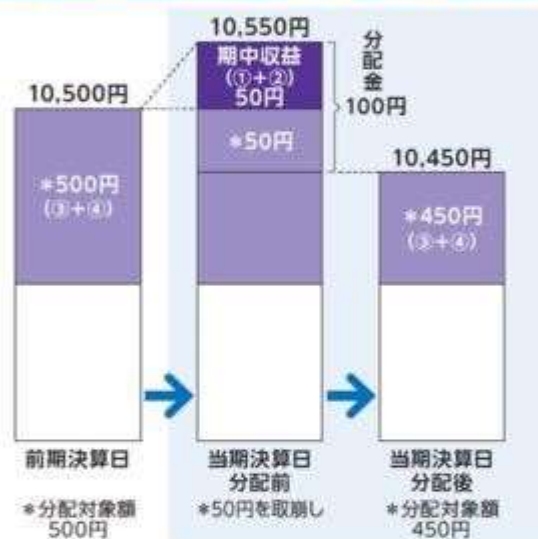 10,550円
期中収益
(①+②)
50円
分配金
100円
10,500円
*50円
10,450円
*500円
(③+④)
*450円
(③+④)
前期決算日
当期決算日
分配前
当期決算日
分配後
*分配対象額
500円
*50円を取崩し
*分配対象額
450円